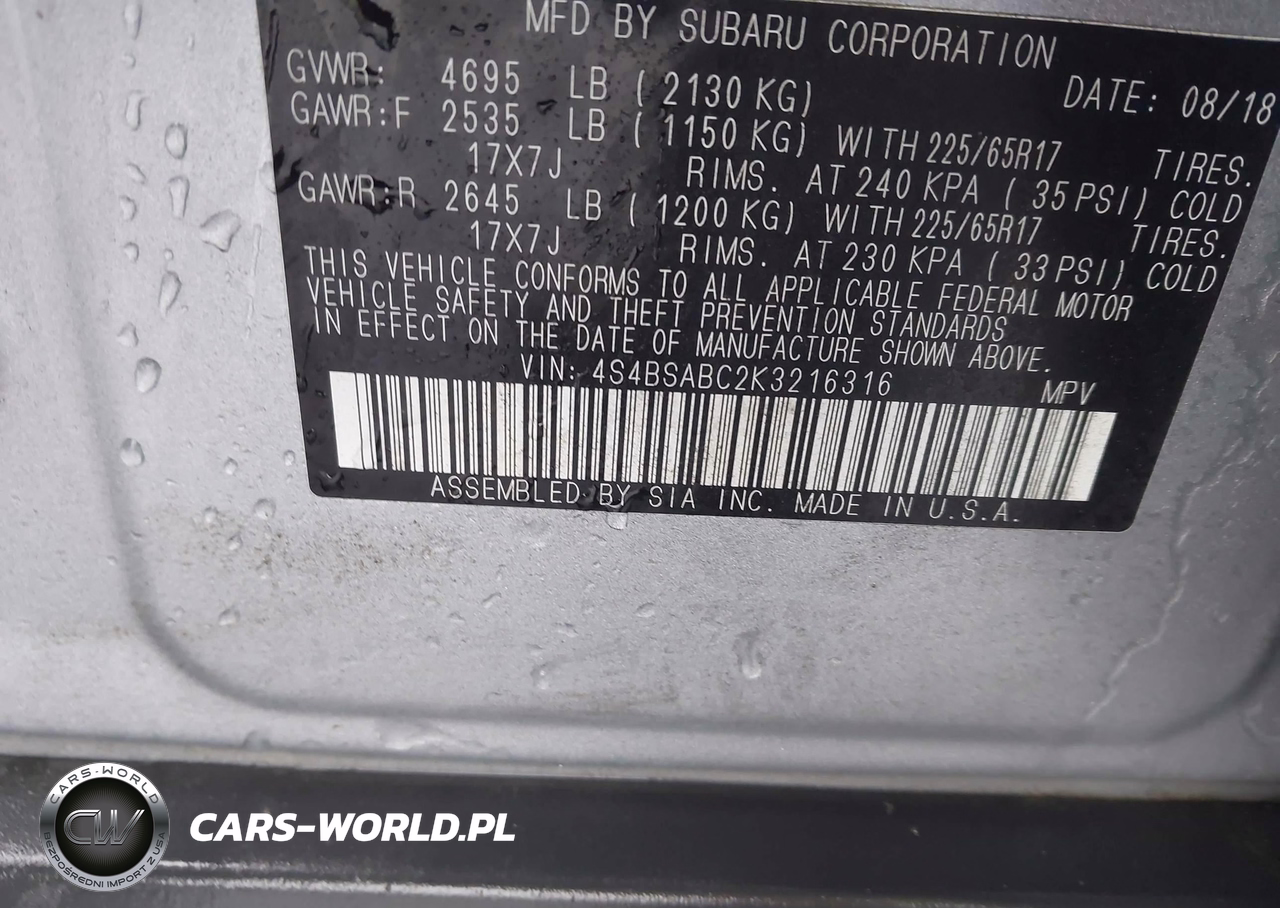 MFD BY SUBARU CORPORATION
GVWR: 4695 LB ( 2130 KG) DATE: 08/18
GAWR:F 2535 LB ( 1150 KG) WITH 225/65R17 TIRES.
17X7J RIMS. AT 240 KPA ( 35 PSI) COLD
GAWR:R 2645 LB ( 1200 KG) WITH 225/65R17 TIRES.
17X7J RIMS. AT 230 KPA ( 33 PSI) COLD
THIS VEHICLE CONFORMS TO ALL APPLICABLE FEDERAL MOTOR
VEHICLE SAFETY AND THEFT PREVENTION STANDARDS
IN EFFECT ON THE DATE OF MANUFACTURE SHOWN ABOVE.
VIN: 4S4BSABC2K3216316 MPV
ASSEMBLED BY SIA INC. MADE IN U.S.A.
CARS-WORLD
CW
BEZPOŚREDNI IMPORT Z USA
CARS-WORLD.PL